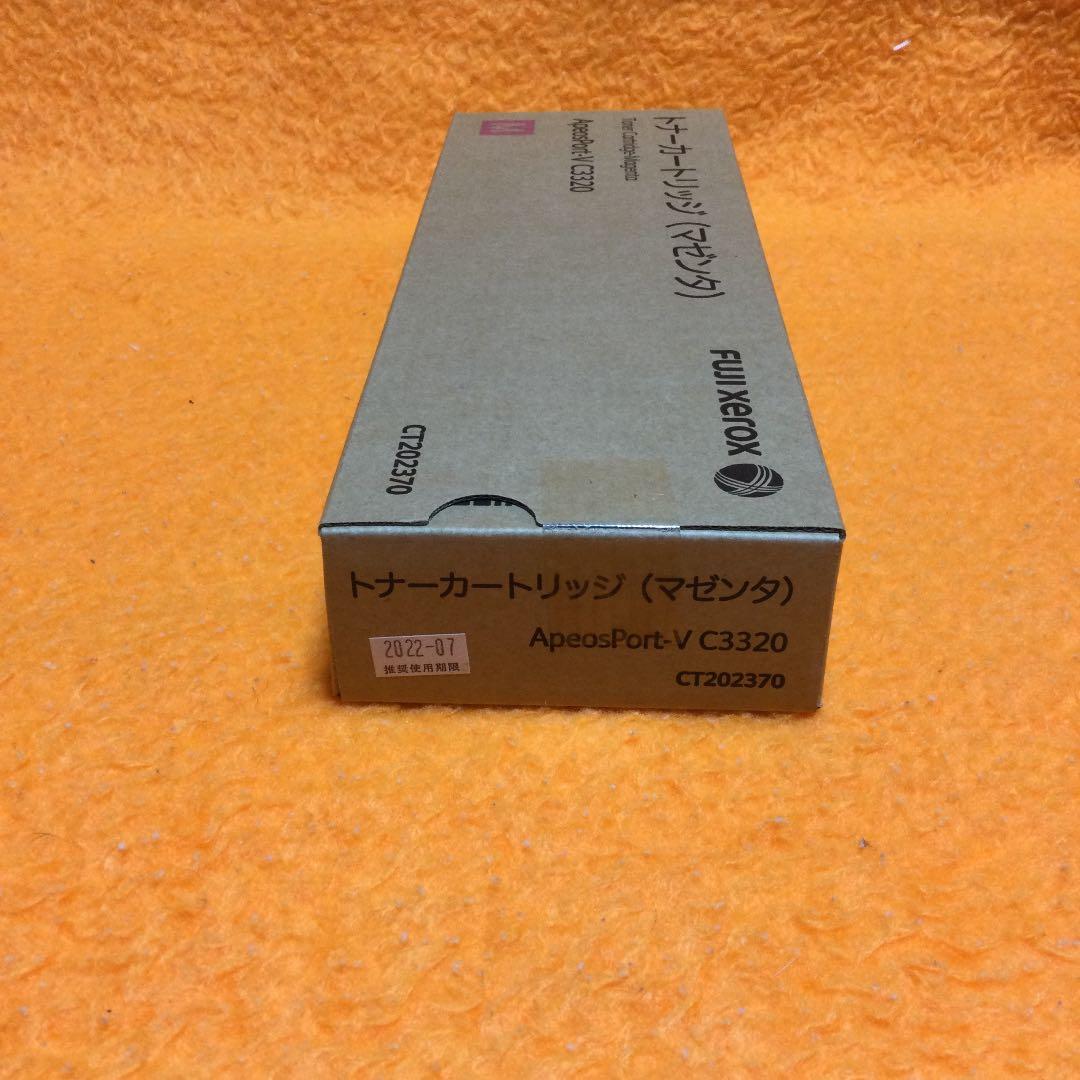 トナーカートリッジ (マゼンタ)
Toner Cartridge-Magenta
ApeosPort-V C3320
M
FUJI xerox
CT202370
トナーカートリッジ (マゼンタ)
ApeosPort-V C3320
CT202370
2022-07
推奨使用期限